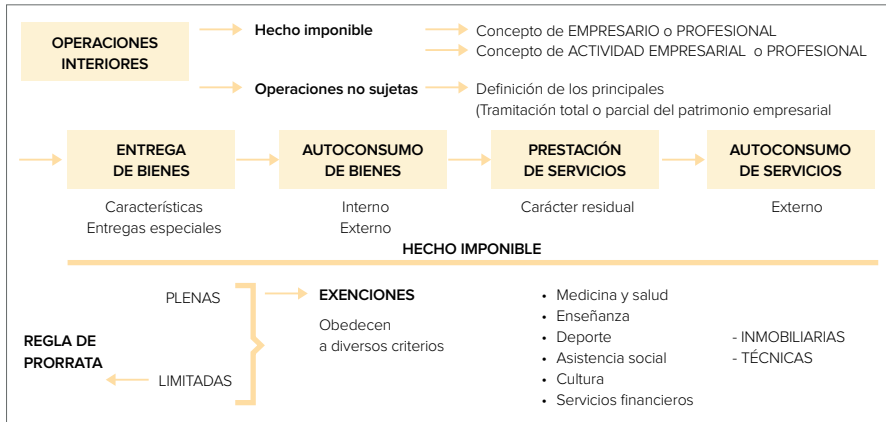 OPERACIONES
INTERIORES
Hecho imponible
Concepto de EMPRESARIO o PROFESIONAL
Concepto de ACTIVIDAD EMPRESARIAL o PROFESIONAL
Operaciones no sujetas
Definición de los principales
(Tramitación total o parcial del patrimonio empresarial
ENTREGA
DE BIENES
AUTOCONSUMO
DE BIENES
PRESTACIÓN
DE SERVICIOS
AUTOCONSUMO
DE SERVICIOS
Características
Entregas especiales
Interno
Externo
Carácter residual
Externo
HECHO IMPONIBLE
REGLA DE
PRORRATA
PLENAS
LIMITADAS
EXENCIONES
Obedecen
a diversos criterios
• Medicina y salud
• Enseñanza
• Deporte
• Asistencia social
• Cultura
• Servicios financieros
- INMOBILIARIAS
- TÉCNICAS